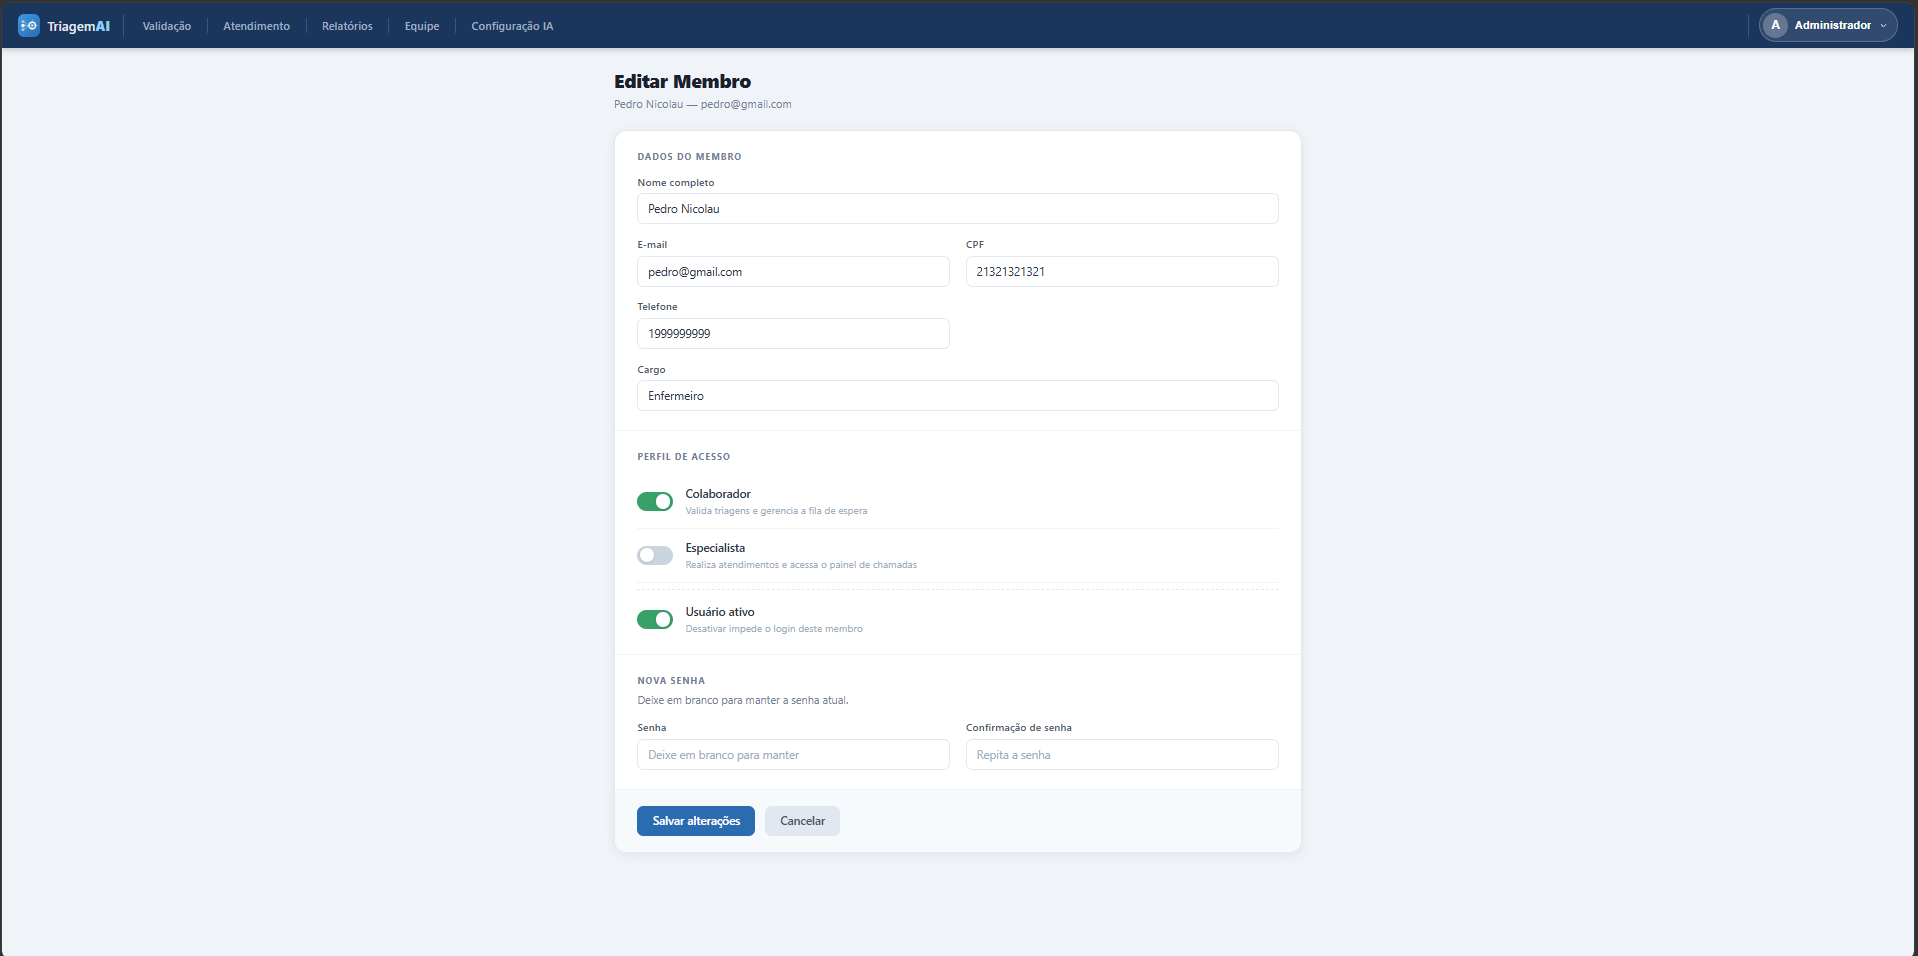 TriagemAI
Validação
Atendimento
Relatórios
Equipe
Configuração IA
A
Administrador
Editar Membro
Pedro Nicolau — pedro@gmail.com
DADOS DO MEMBRO
Nome completo
Pedro Nicolau
E-mail
CPF
pedro@gmail.com
21321321321
Telefone
1999999999
Cargo
Enfermeiro
PERFIL DE ACESSO
Colaborador
Valida triagens e gerencia a fila de espera
Especialista
Realiza atendimentos e acessa o painel de chamadas
Usuário ativo
Desativar impede o login deste membro
NOVA SENHA
Deixe em branco para manter a senha atual.
Senha
Confirmação de senha
Deixe em branco para manter
Repita a senha
Salvar alterações
Cancelar